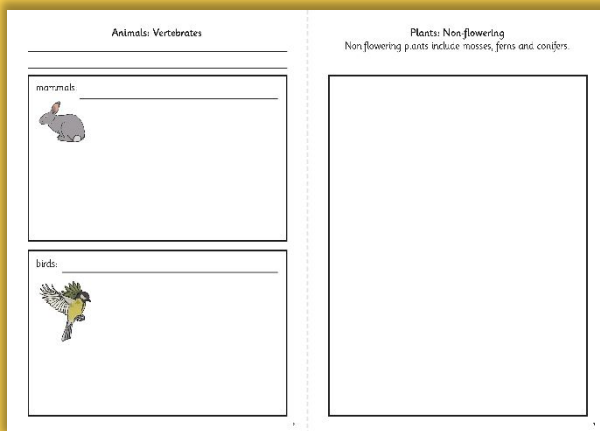 Animals: Vertebrates
mammals:
birds:
Plants: Non-flowering
Non flowering plants include mosses, ferns and conifers.